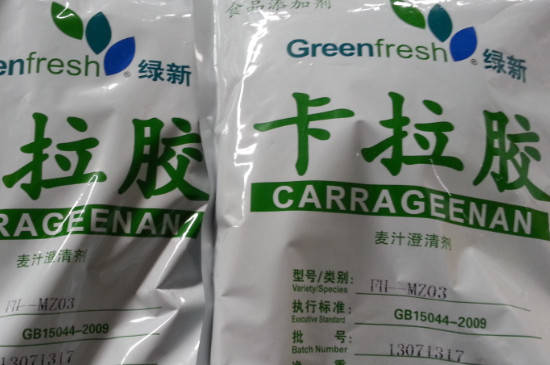 enfresh® 绿新
拉胶
RAGEENAN
麦汁澄清剂
FH—MZ03
GB15044-2009
13071317
食品添加剂
Greenfresh® 绿新
卡拉胶
CARRAGEENAN
麦汁澄清剂
型号/类别: FH—MZ03
Variety/Species
执行标准: GB15044-2009
Executive Standard
批 号: 13071317
Batch Number